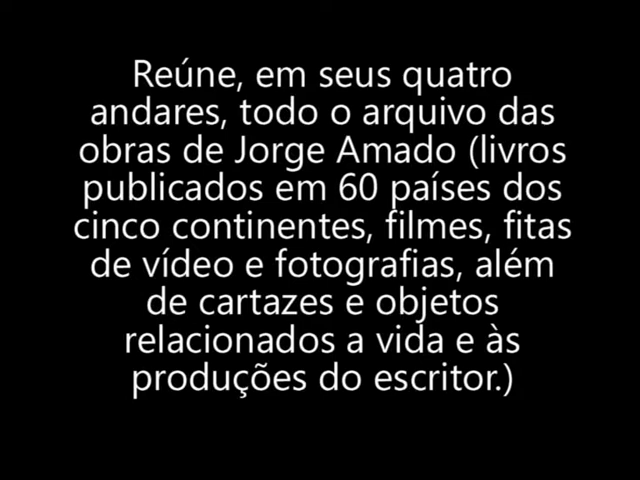 Reúne, em seus quatro
andares, todo o arquivo das
obras de Jorge Amado (livros
publicados em 60 países dos
cinco continentes, filmes, fitas
de vídeo e fotografias, além
de cartazes e objetos
relacionados a vida e às
produções do escritor.)